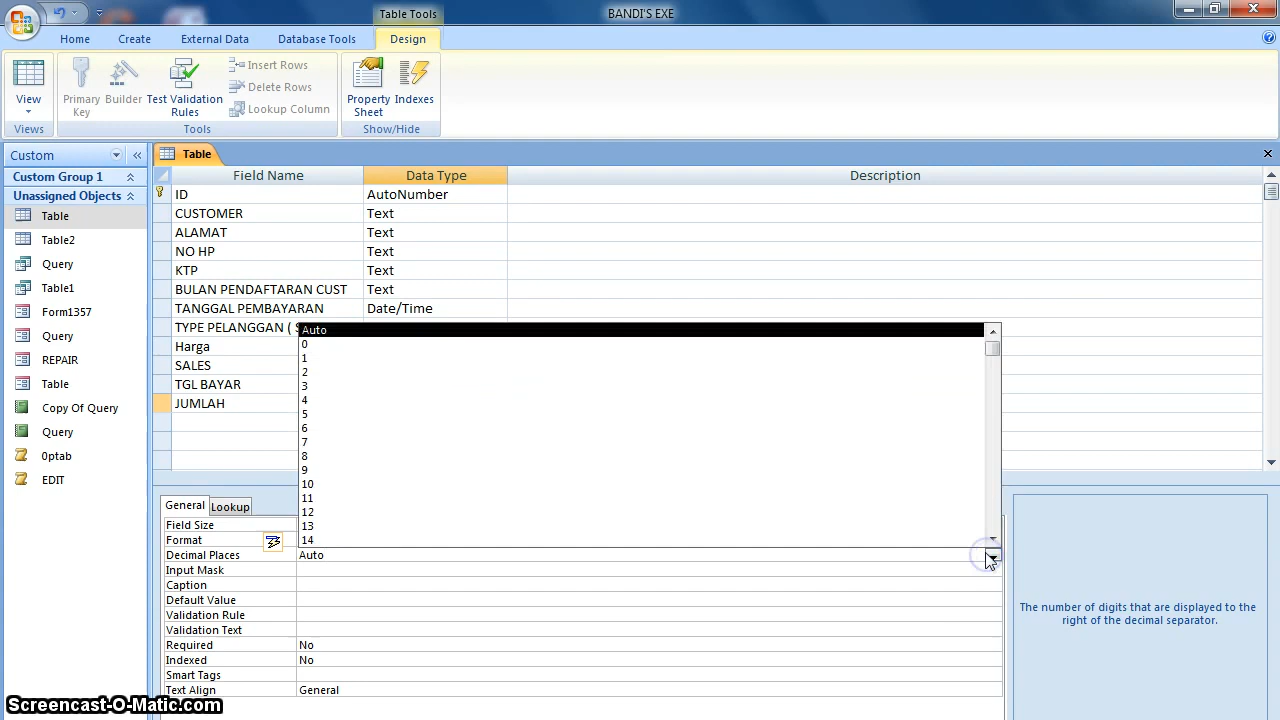 Table Tools
BANDI'S EXE
Home
Create
External Data
Database Tools
Design
View
Primary Key
Builder
Test Validation Rules
Insert Rows
Delete Rows
Lookup Column
Property Sheet
Indexes
Views
Tools
Show/Hide
Custom
Custom Group 1
Unassigned Objects
Table
Table2
Query
Table1
Form1357
Query
REPAIR
Table
Copy Of Query
Query
0ptab
EDIT
Table
Field Name Data Type Description
ID AutoNumber
CUSTOMER Text
ALAMAT Text
NO HP Text
KTP Text
BULAN PENDAFTARAN CUST Text
TANGGAL PEMBAYARAN Date/Time
TYPE PELANGGAN (
Harga
SALES
TGL BAYAR
JUMLAH
Auto
0
1
2
3
4
5
6
7
8
9
10
11
12
13
14
General Lookup
Field Size
Format
Decimal Places Auto
Input Mask
Caption
Default Value
Validation Rule
Validation Text
Required No
Indexed No
Smart Tags
Text Align General
The number of digits that are displayed to the
right of the decimal separator.
Screencast-O-Matic.com